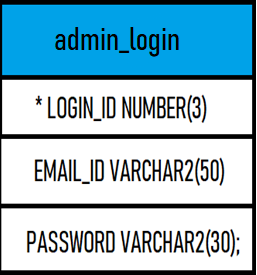 admin_login
* LOGIN_ID NUMBER(3)
EMAIL_ID VARCHAR2(50)
PASSWORD VARCHAR2(30);